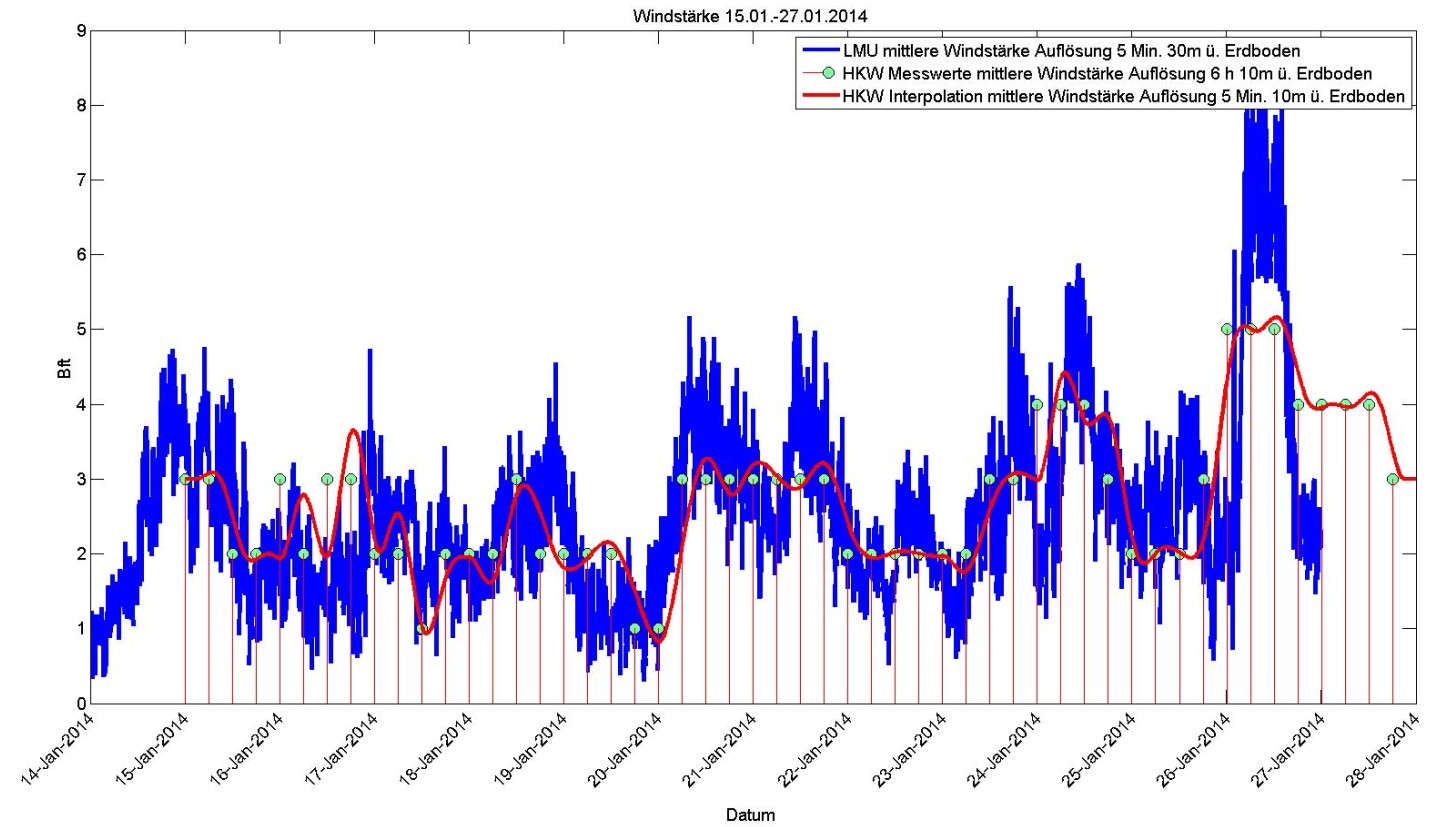 Windstärke 15.01.-27.01.2014
LMU mittlere Windstärke Auflösung 5 Min. 30m ü. Erdboden
HKW Messwerte mittlere Windstärke Auflösung 6 h 10m ü. Erdboden
HKW Interpolation mittlere Windstärke Auflösung 5 Min. 10m ü. Erdboden
9
8
7
6
5
4
3
2
1
0
Bft
14-Jan-2014
15-Jan-2014
16-Jan-2014
17-Jan-2014
18-Jan-2014
19-Jan-2014
20-Jan-2014
21-Jan-2014
22-Jan-2014
23-Jan-2014
24-Jan-2014
25-Jan-2014
26-Jan-2014
27-Jan-2014
28-Jan-2014
Datum